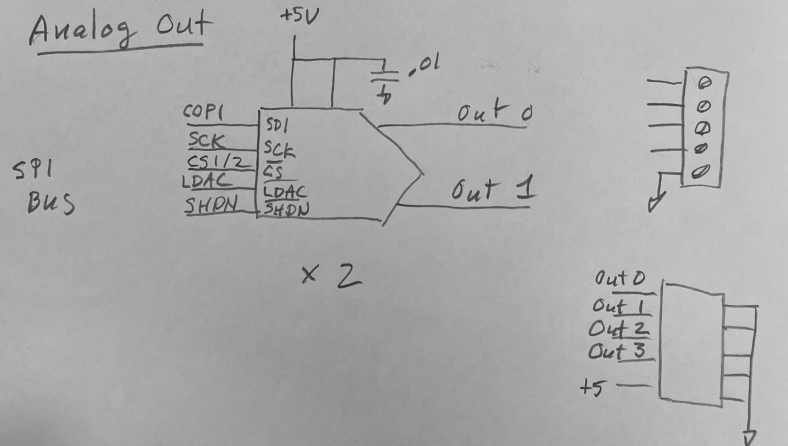 Analog Out
+5V
.01
COPI
SCK
CS1/2
LDAC
SHDN
SDI
SCK
CS
LDAC
SHDN
Out 0
Out 1
SPI
Bus
x 2
Out 0
Out 1
Out 2
Out 3
+5